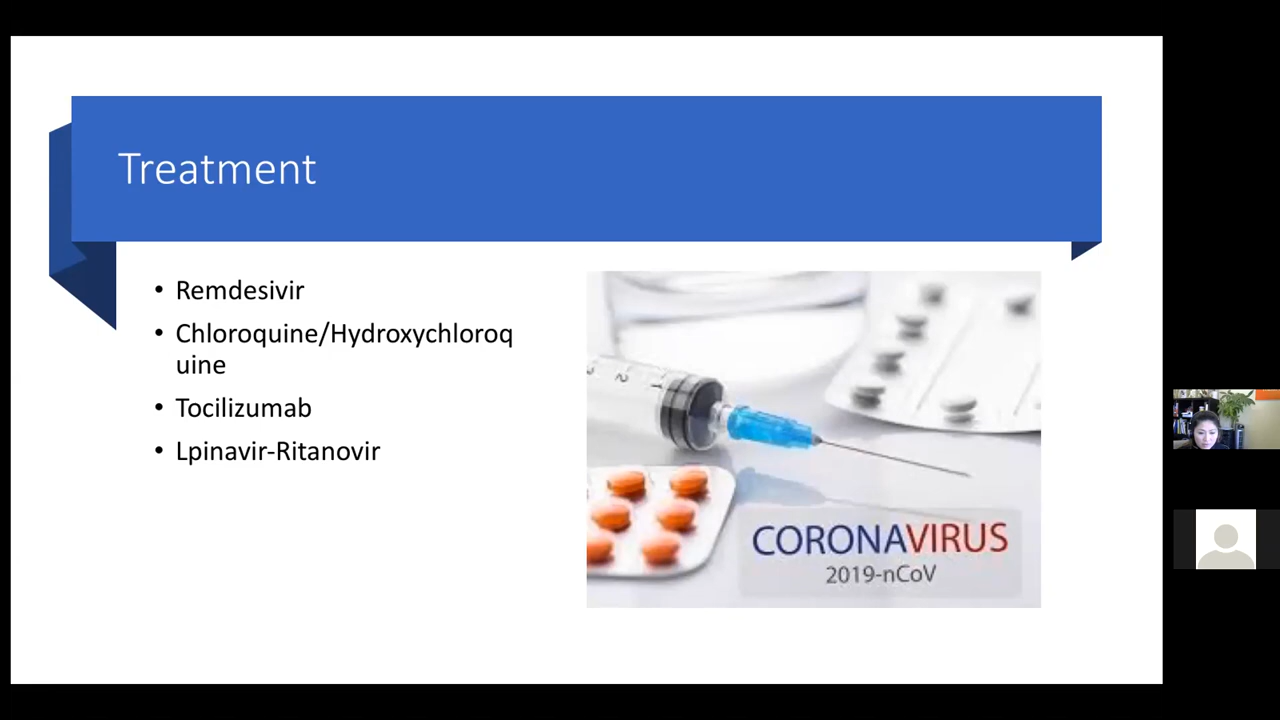 Treatment
• Remdesivir
• Chloroquine/Hydroxychloroq
uine
• Tocilizumab
• Lpinavir-Ritanovir
CORONAVIRUS
2019-nCoV